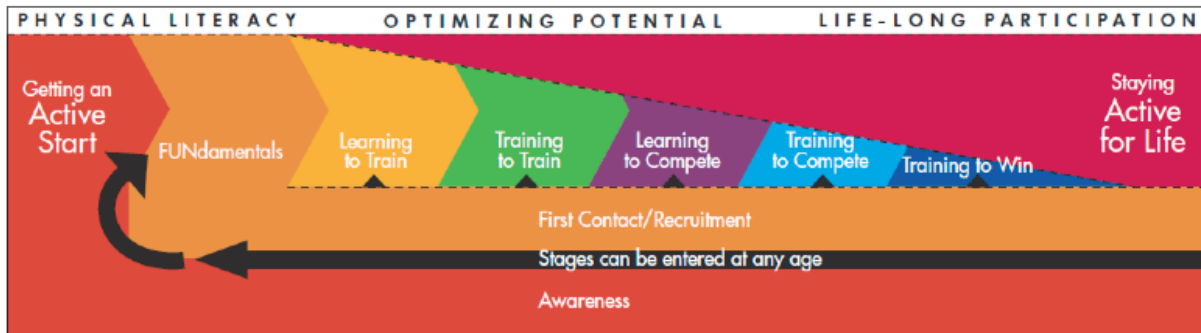 PHYSICAL LITERACY OPTIMIZING POTENTIAL LIFE-LONG PARTICIPATION
Getting an
Active
Start
FUNdamentals
Learning
to Train
Training
to Train
Learning
to Compete
Training
to Compete
Training to Win
Staying
Active
for Life
First Contact/Recruitment
Stages can be entered at any age
Awareness